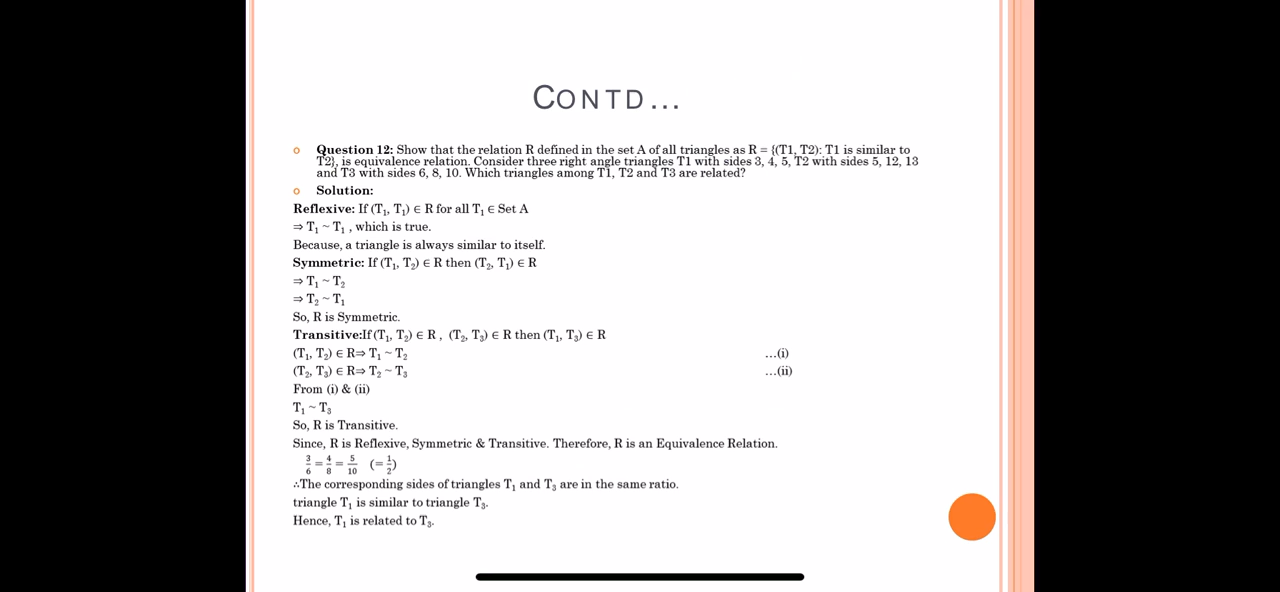 CONTD...
Question 12: Show that the relation R defined in the set A of all triangles as R = {(T1, T2): T1 is similar to
T2}, is equivalence relation. Consider three right angle triangles T1 with sides 3, 4, 5, T2 with sides 5, 12, 13
and T3 with sides 6, 8, 10. Which triangles among T1, T2 and T3 are related?
Solution:
Reflexive: If (T₁, T₁) ∈ R for all T₁ ∈ Set A
⇒ T₁ ~ T₁ , which is true.
Because, a triangle is always similar to itself.
Symmetric: If (T₁, T₂) ∈ R then (T₂, T₁) ∈ R
⇒ T₁ ~ T₂
⇒ T₂ ~ T₁
So, R is Symmetric.
Transitive:If (T₁, T₂) ∈ R , (T₂, T₃) ∈ R then (T₁, T₃) ∈ R
(T₁, T₂) ∈ R⇒ T₁ ~ T₂ ...(i)
(T₂, T₃) ∈ R⇒ T₂ ~ T₃ ...(ii)
From (i) & (ii)
T₁ ~ T₃
So, R is Transitive.
Since, R is Reflexive, Symmetric & Transitive. Therefore, R is an Equivalence Relation.
3/6 = 4/8 = 5/10 (= 1/2)
∴The corresponding sides of triangles T₁ and T₃ are in the same ratio.
triangle T₁ is similar to triangle T₃.
Hence, T₁ is related to T₃.